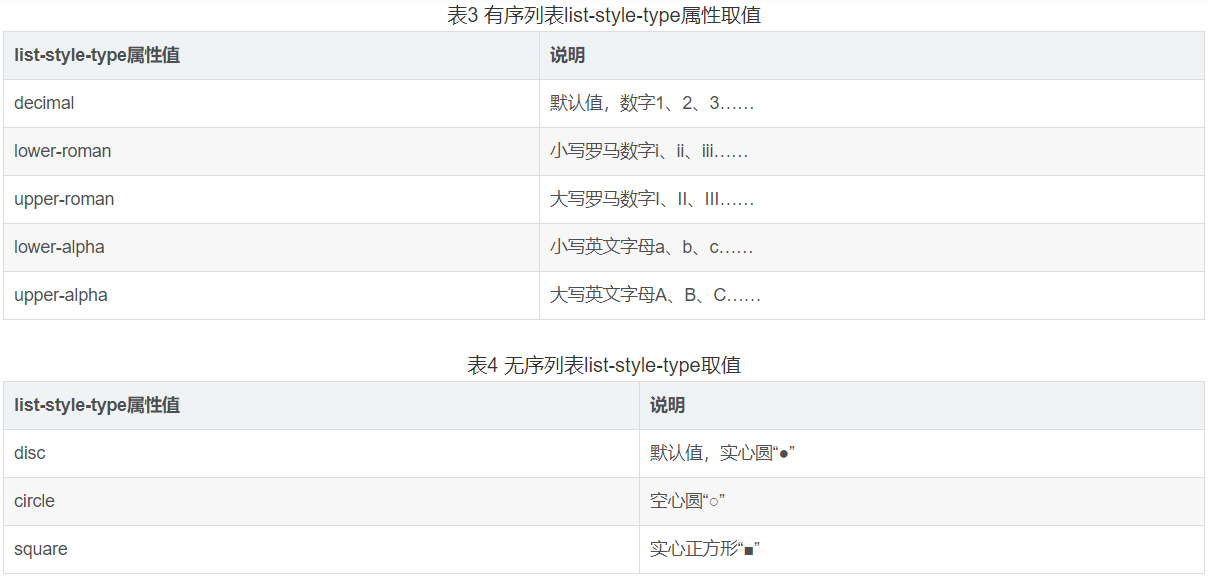 表3 有序列表list-style-type属性取值
list-style-type属性值 说明
decimal 默认值，数字1、2、3……
lower-roman 小写罗马数字i、ii、iii……
upper-roman 大写罗马数字I、II、III……
lower-alpha 小写英文字母a、b、c……
upper-alpha 大写英文字母A、B、C……
表4 无序列表list-style-type取值
list-style-type属性值 说明
disc 默认值，实心圆“●”
circle 空心圆“○”
square 实心正方形“■”